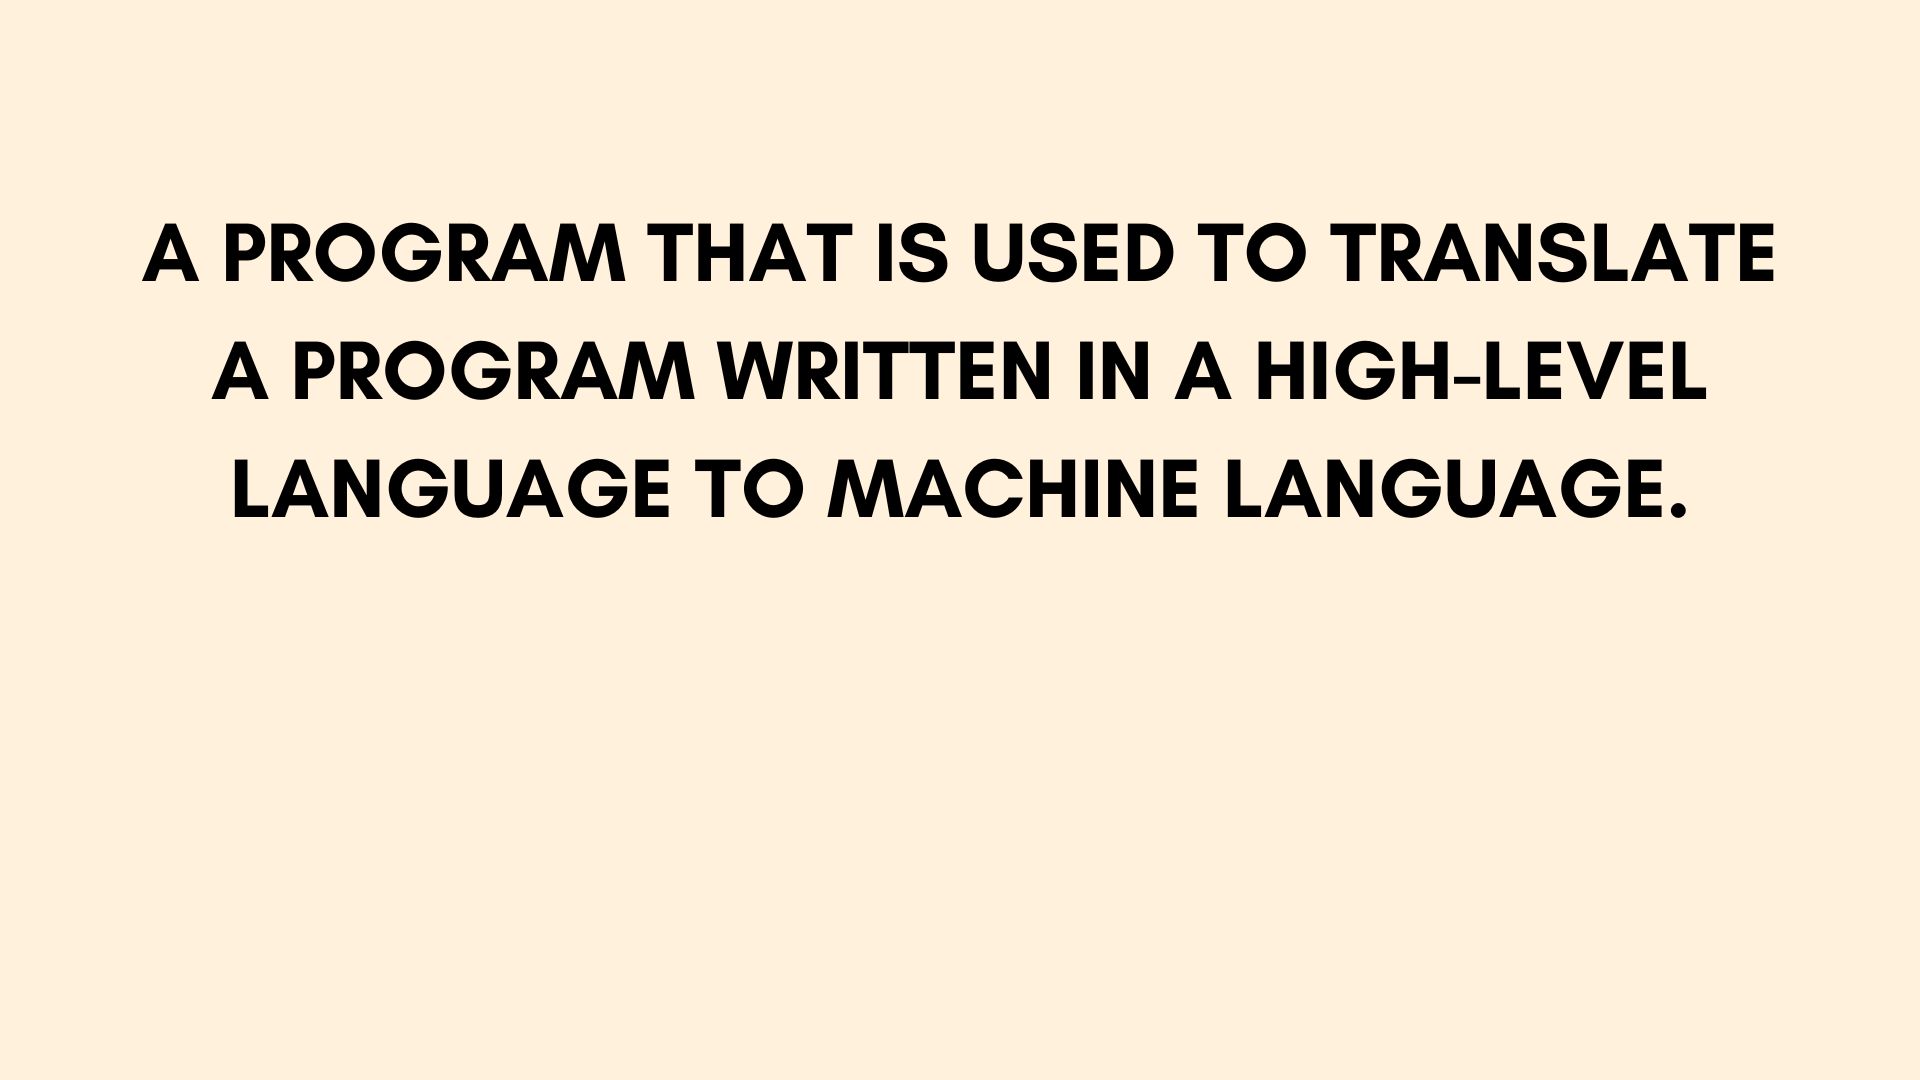 A PROGRAM THAT IS USED TO TRANSLATE
A PROGRAM WRITTEN IN A HIGH-LEVEL
LANGUAGE TO MACHINE LANGUAGE.